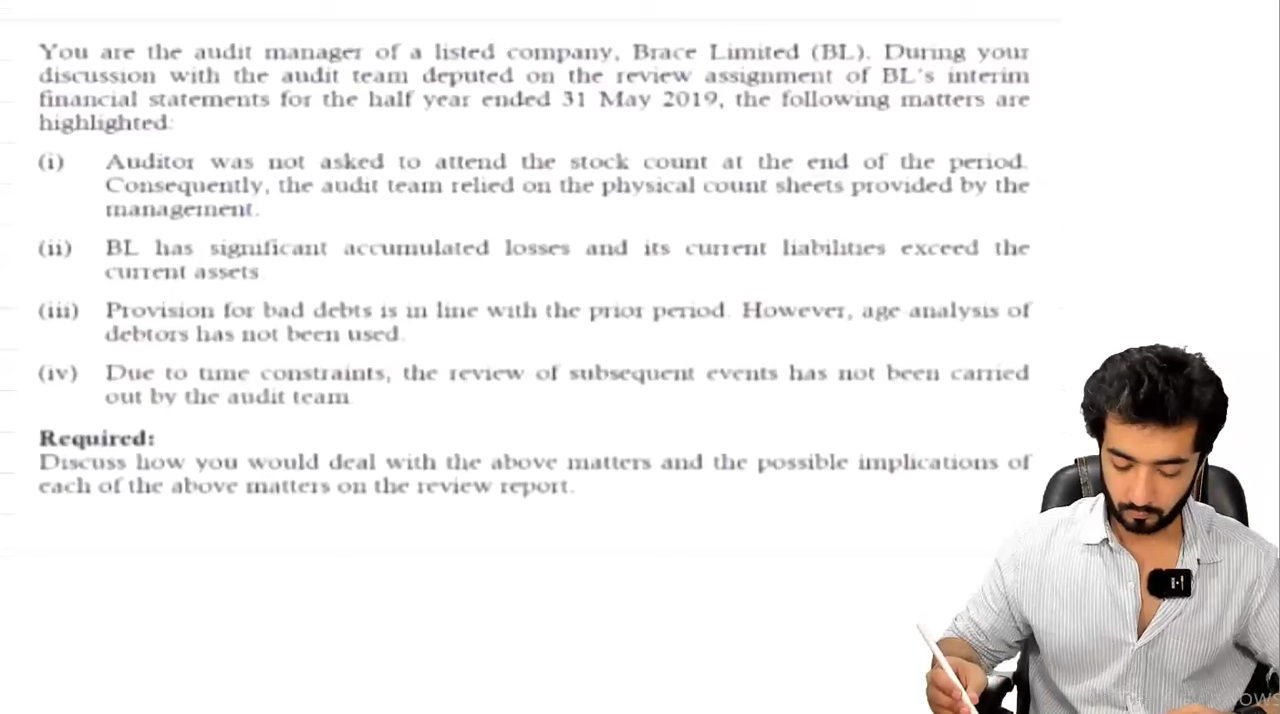 You are the audit manager of a listed company, Brace Limited (BL). During your
discussion with the audit team deputed on the review assignment of BL's interim
financial statements for the half year ended 31 May 2019, the following matters are
highlighted:
(i) Auditor was not asked to attend the stock count at the end of the period.
Consequently, the audit team relied on the physical count sheets provided by the
management.
(ii) BL has significant accumulated losses and its current liabilities exceed the
current assets
(iii) Provision for bad debts is in line with the prior period. However, age analysis of
debtors has not been used.
(iv) Due to time constraints, the review of subsequent events has not been carried
out by the audit team
Required:
Discuss how you would deal with the above matters and the possible implications of
each of the above matters on the review report.